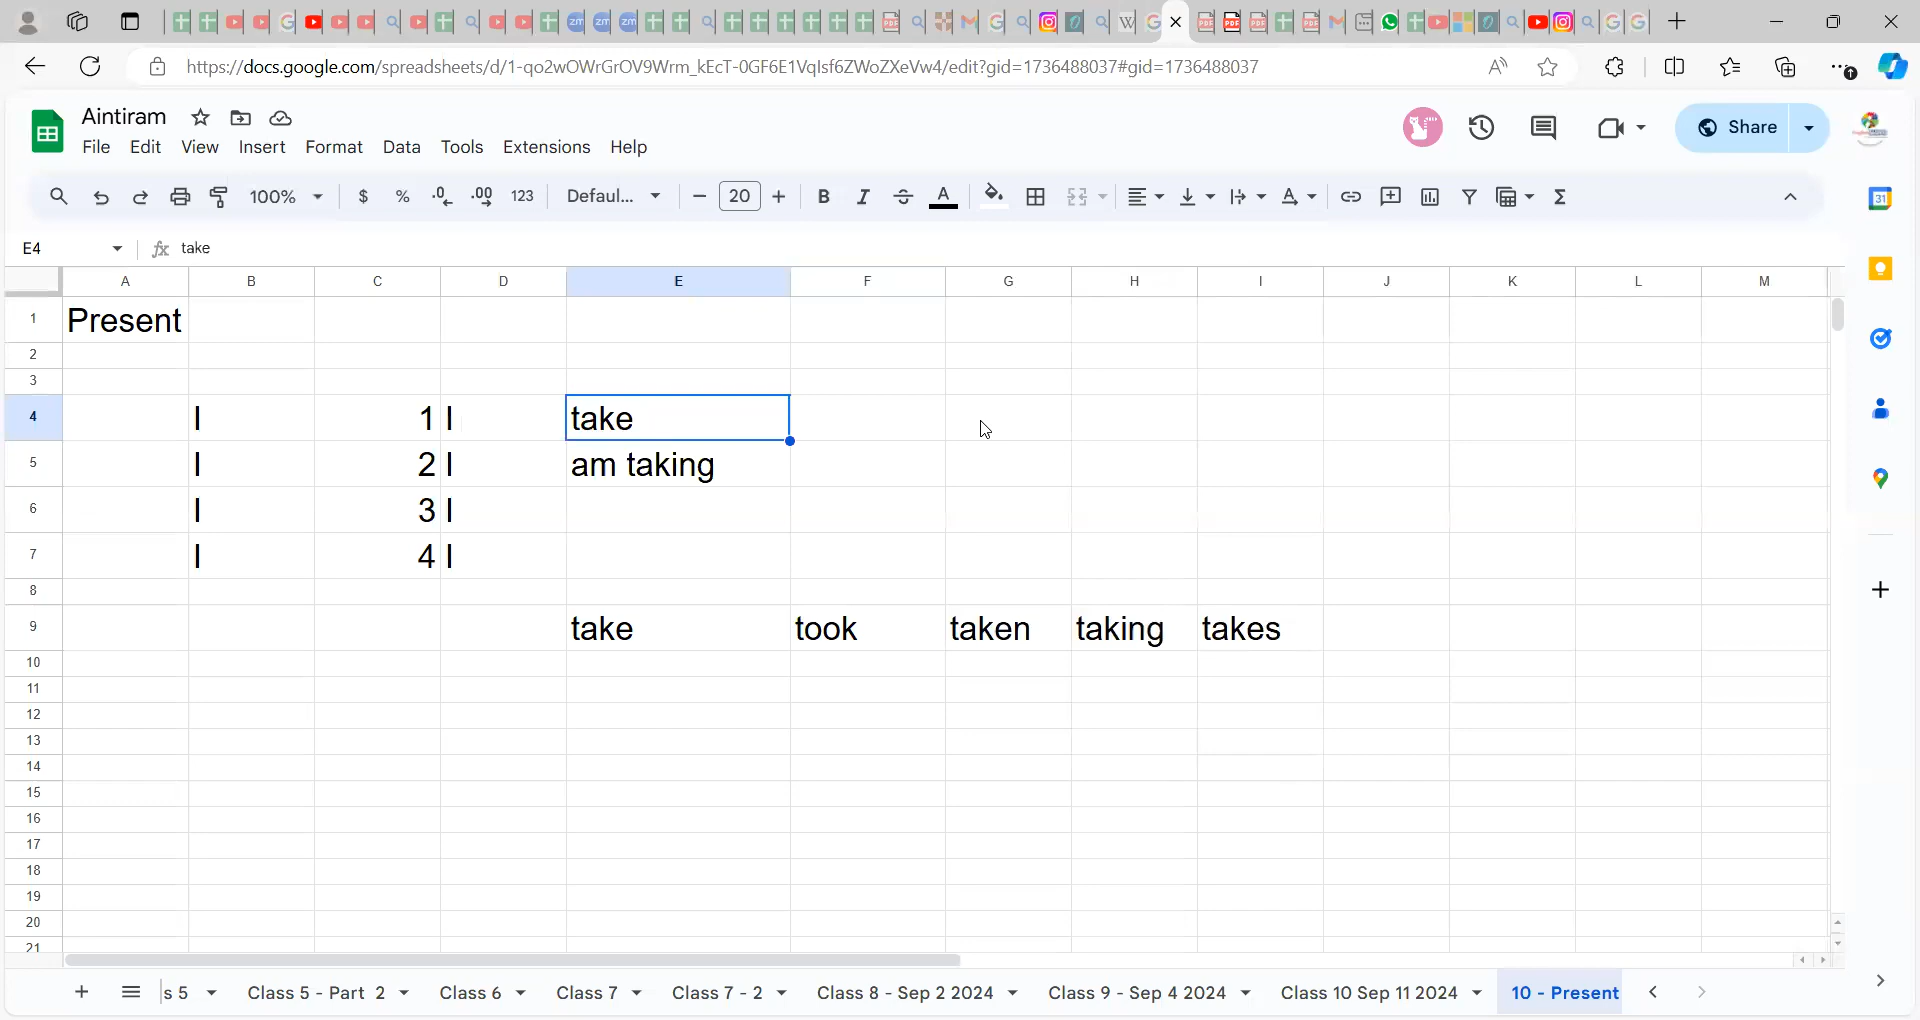 https://docs.google.com/spreadsheets/d/1-qo2wOWrGrOV9Wrm_kEcT-0GF6E1VqIsf6ZWoZXeVw4/edit?gid=1736488037#gid=1736488037
Aintiram
File Edit View Insert Format Data Tools Extensions Help
Share
100% $ % .0 .00 123 Defaul... 20 B I S A
E4 fx take
A B C D E F G H I J K L M
1 Present
2
3
4 I 1 I take
5 I 2 I am taking
6 I 3 I
7 I 4 I
8
9 take took taken taking takes
10
11
12
13
14
15
16
17
18
19
20
21
s 5 Class 5 - Part 2 Class 6 Class 7 Class 7 - 2 Class 8 - Sep 2 2024 Class 9 - Sep 4 2024 Class 10 Sep 11 2024 10 - Present